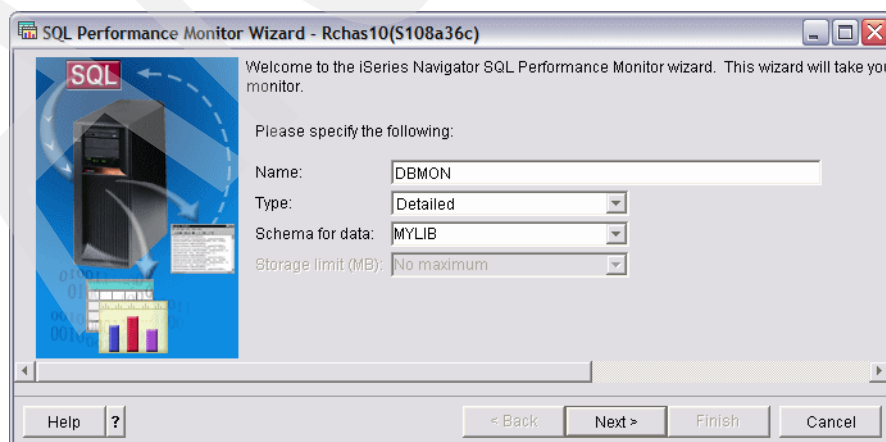 SQL Performance Monitor Wizard - Rchas10(S108a36c)
SQL
Welcome to the iSeries Navigator SQL Performance Monitor wizard. This wizard will take you
monitor.
Please specify the following:
Name: DBMON
Type: Detailed
Schema for data: MYLIB
Storage limit (MB): No maximum
Help ? < Back Next > Finish Cancel